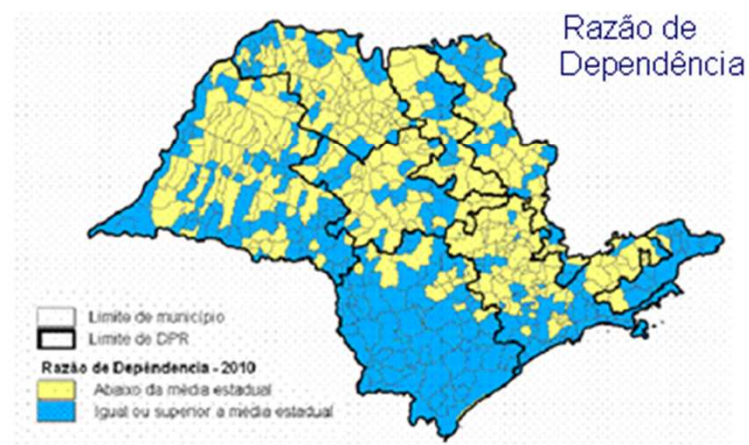 Razão de
Dependência
Limite de município
Limite de DPR
Razão de Dependencia - 2010
Abaixo da média estadual
Igual ou superior a média estadual